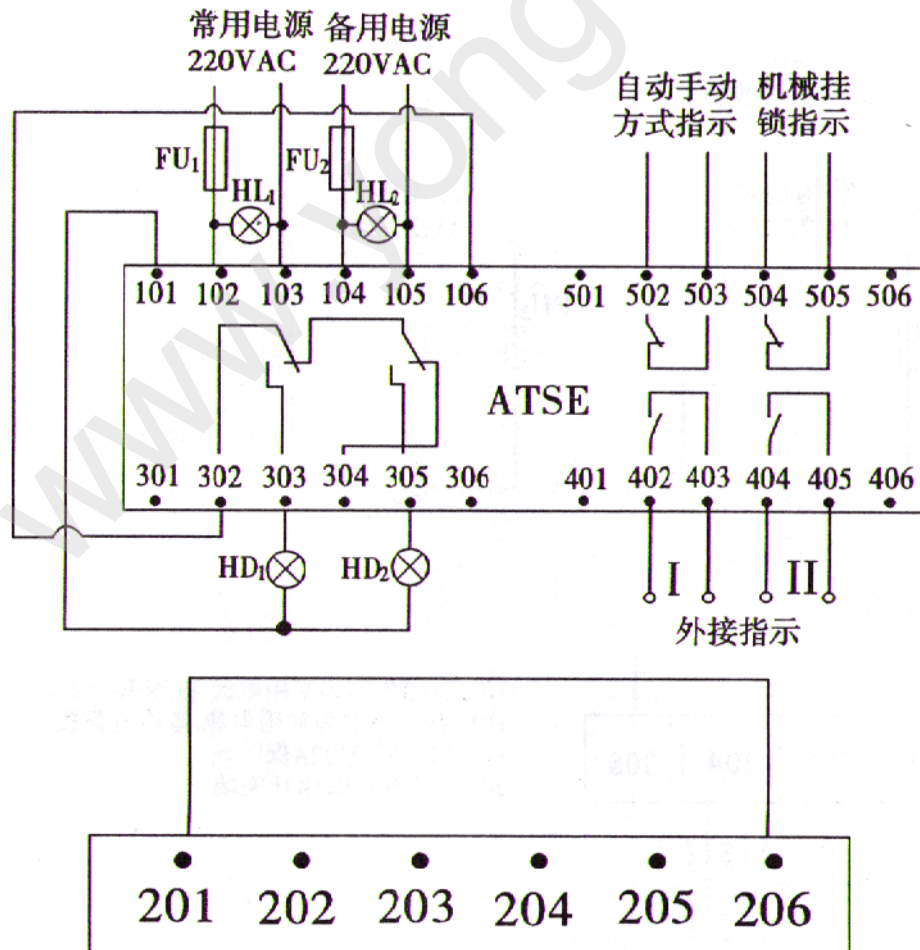 常用电源 备用电源
220VAC 220VAC
自动手动 机械挂
方式指示 锁指示
FU1 FU2
HL1 HL2
101 102 103 104 105 106 501 502 503 504 505 506
ATSE
301 302 303 304 305 306 401 402 403 404 405 406
HD1 HD2 I II
外接指示
201 202 203 204 205 206
www.yong